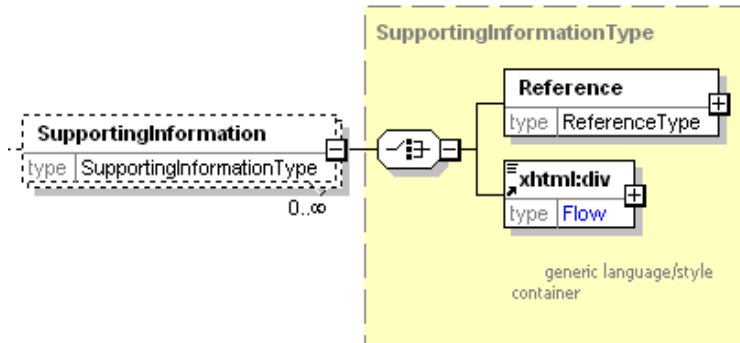 SupportingInformationType
Reference
type ReferenceType
SupportingInformation
type SupportingInformationType
0..∞
xhtml:div
type Flow
generic language/style
container